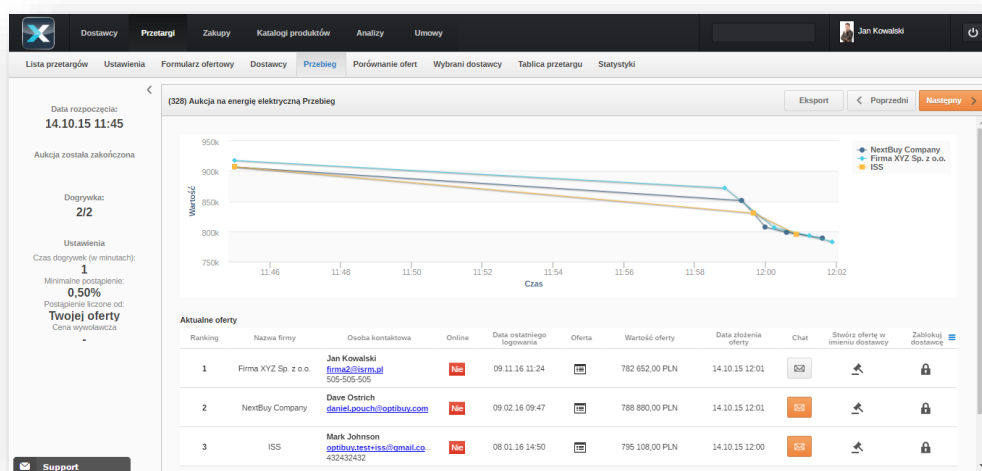 Dostawcy Przetargi Zakupy Katalogi produktów Analizy Umowy Jan Kowalski
Lista przetargów Ustawienia Formularz ofertowy Dostawcy Przebieg Porównanie ofert Wybrani dostawcy Tablica przetargu Statystyki
Data rozpoczęcia:
14.10.15 11:45
Aukcja została zakończona
Dogrywka:
2/2
Ustawienia
Czas dogrywek (w minutach):
1
Minimalne postąpienie:
0,50%
Postąpienie liczone od:
Twojej oferty
Cena wywoławcza
-
Support
(328) Aukcja na energię elektryczną Przebieg
Eksport Poprzedni Następny
950k
900k
850k
800k
750k
Wartość
11:46 11:48 11:50 11:52 11:54 11:56 11:58 12:00 12:02
Czas
NextBuy Company
Firma XYZ Sp. z o.o.
ISS
Aktualne oferty
Ranking Nazwa firmy Osoba kontaktowa Online Data ostatniego logowania Oferta Wartość oferty Data złożenia oferty Chat Stwórz ofertę w imieniu dostawcy Zablokuj dostawcę
1 Firma XYZ Sp. z o.o. Jan Kowalski Nie 09.11.16 11:24 782 652,00 PLN 14.10.15 12:01
firma2@isrm.pl
505-505-505
2 NextBuy Company Dave Ostrich Nie 09.02.16 09:47 788 880,00 PLN 14.10.15 12:01
daniel.pouch@optibuy.com
3 ISS Mark Johnson Nie 08.01.16 14:50 795 108,00 PLN 14.10.15 12:00
optibuy.test+iss@gmail.co...
432432432